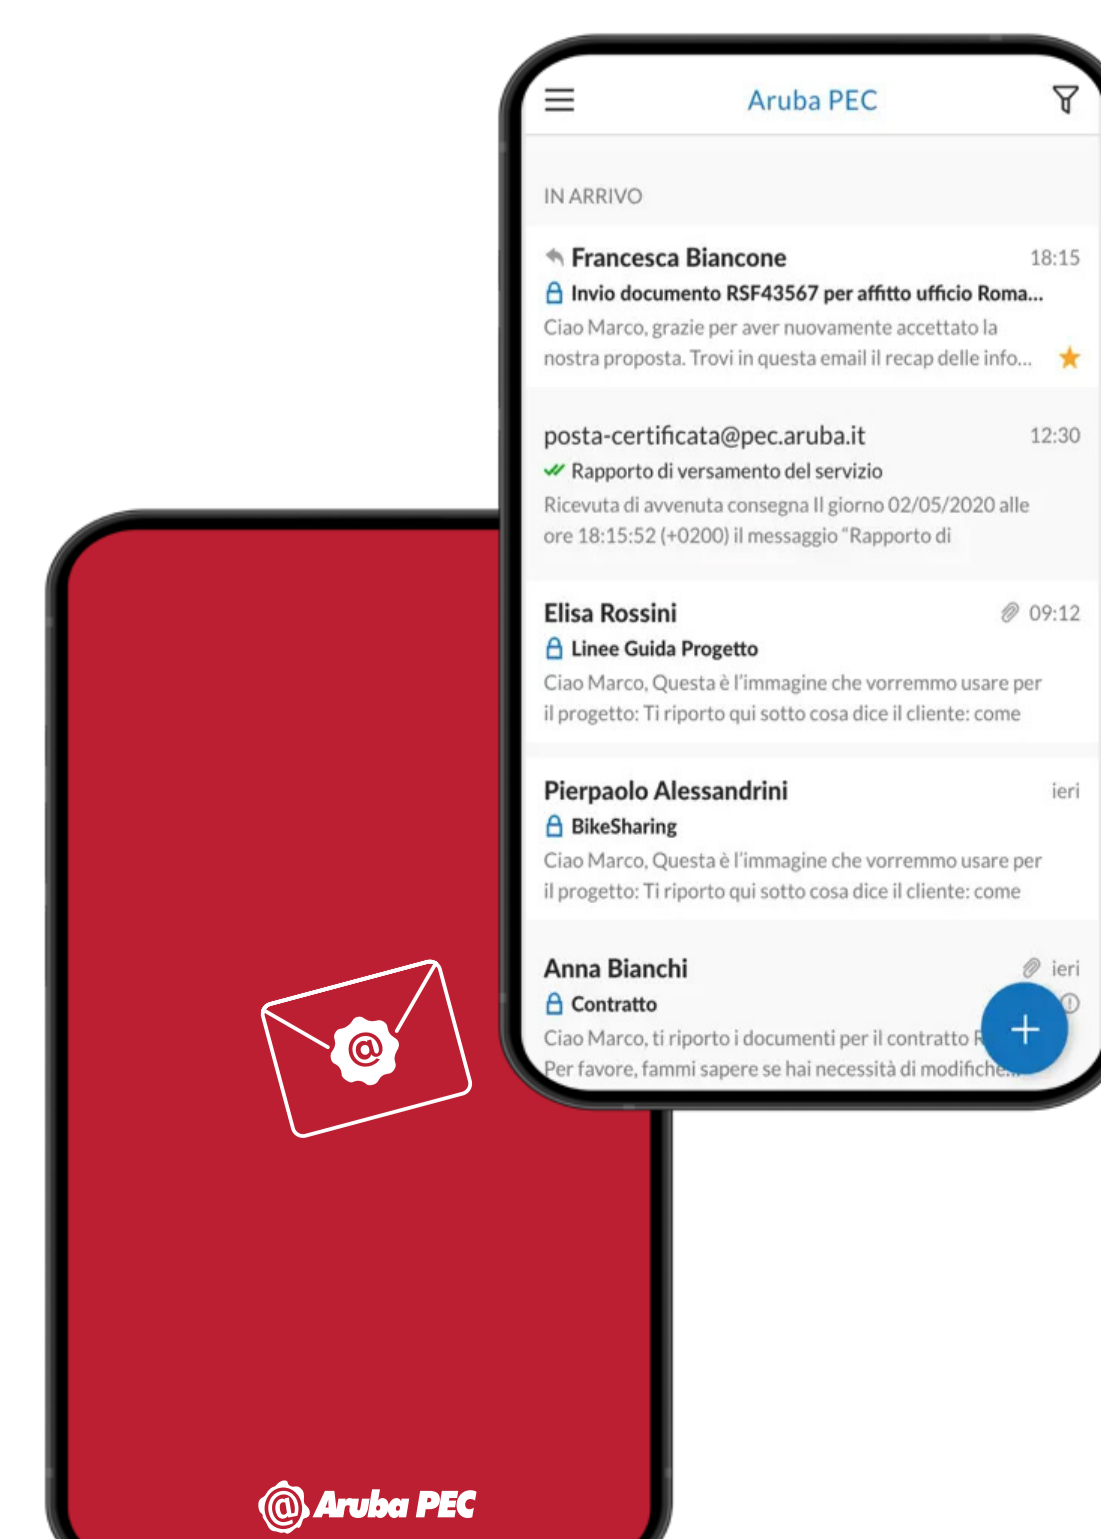 Aruba PEC
IN ARRIVO
Francesca Biancone 18:15
Invio documento RSF43567 per affitto ufficio Roma...
Ciao Marco, grazie per aver nuovamente accettato la
nostra proposta. Trovi in questa email il recap delle info...
posta-certificata@pec.aruba.it 12:30
Rapporto di versamento del servizio
Ricevuta di avvenuta consegna Il giorno 02/05/2020 alle
ore 18:15:52 (+0200) il messaggio “Rapporto di
Elisa Rossini 09:12
Linee Guida Progetto
Ciao Marco, Questa è l'immagine che vorremmo usare per
il progetto: Ti riporto qui sotto cosa dice il cliente: come
Pierpaolo Alessandrini ieri
BikeSharing
Ciao Marco, Questa è l'immagine che vorremmo usare per
il progetto: Ti riporto qui sotto cosa dice il cliente: come
Anna Bianchi ieri
Contratto
Ciao Marco, ti riporto i documenti per il contratto
Per favore, fammi sapere se hai necessità di modifiche...
@
@ Aruba PEC